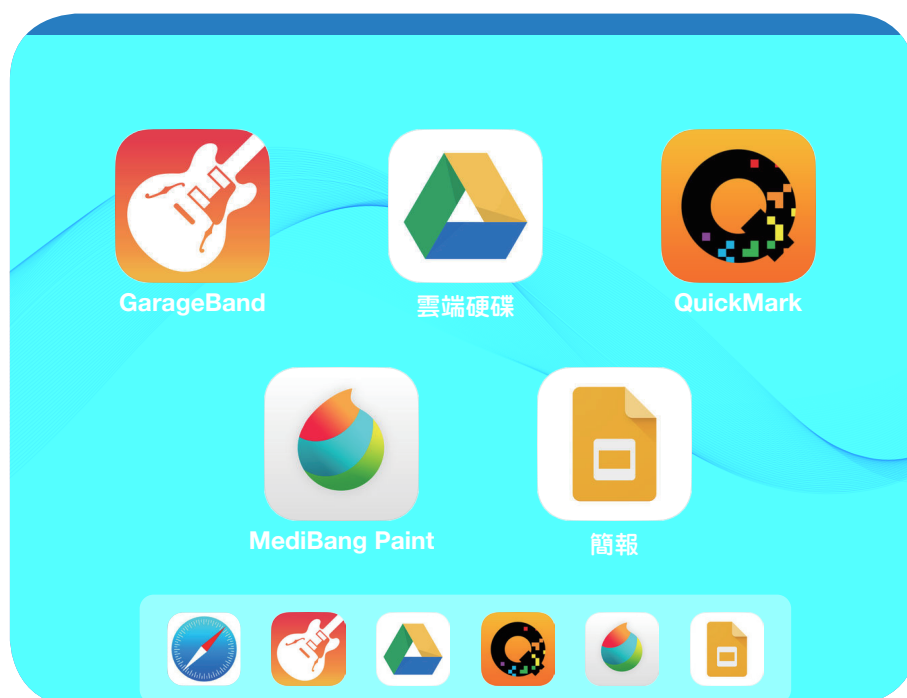 GarageBand
雲端硬碟
QuickMark
MediBang Paint
簡報